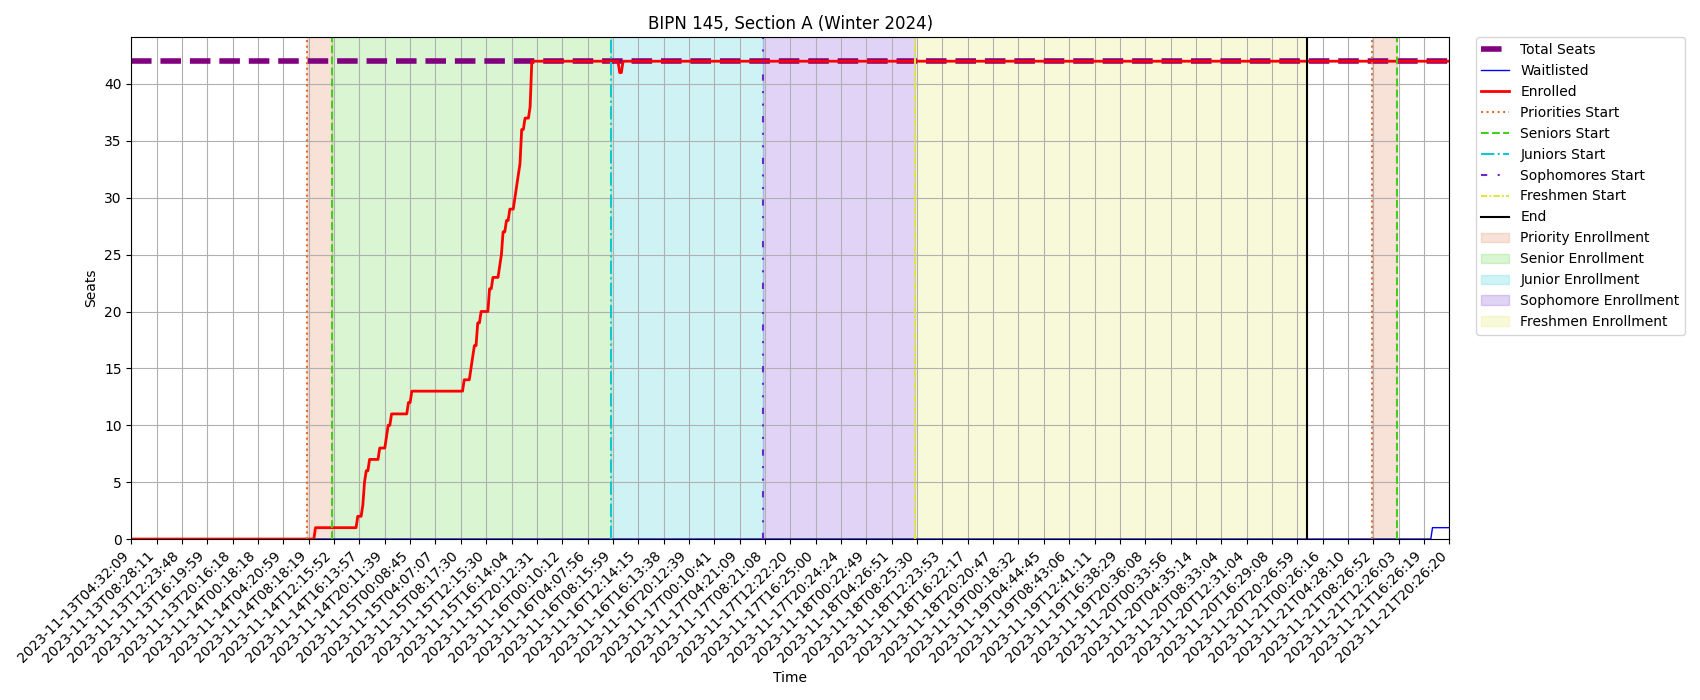 BIPN 145, Section A (Winter 2024)
Total Seats
Waitlisted
Enrolled
Priorities Start
Seniors Start
Juniors Start
Sophomores Start
Freshmen Start
End
Priority Enrollment
Senior Enrollment
Junior Enrollment
Sophomore Enrollment
Freshmen Enrollment
Seats
40
35
30
25
20
15
10
5
0
2023-11-13T04:32:09
2023-11-13T08:28:11
2023-11-13T12:23:48
2023-11-13T16:19:59
2023-11-13T20:16:18
2023-11-14T00:18:18
2023-11-14T04:20:59
2023-11-14T08:18:19
2023-11-14T12:15:52
2023-11-14T16:13:57
2023-11-14T20:11:39
2023-11-15T00:08:45
2023-11-15T04:07:07
2023-11-15T08:17:30
2023-11-15T12:15:30
2023-11-15T16:14:04
2023-11-15T20:12:31
2023-11-16T00:10:12
2023-11-16T04:07:56
2023-11-16T08:15:59
2023-11-16T12:14:15
2023-11-16T16:13:38
2023-11-16T20:12:39
2023-11-17T00:10:41
2023-11-17T04:21:09
2023-11-17T08:21:08
2023-11-17T12:22:20
2023-11-17T16:25:00
2023-11-17T20:24:24
2023-11-18T00:22:49
2023-11-18T04:26:51
2023-11-18T08:25:30
2023-11-18T12:23:53
2023-11-18T16:22:17
2023-11-18T20:20:47
2023-11-19T00:18:32
2023-11-19T04:44:45
2023-11-19T08:43:06
2023-11-19T12:41:11
2023-11-19T16:38:29
2023-11-19T20:36:08
2023-11-20T00:33:56
2023-11-20T04:35:14
2023-11-20T08:33:04
2023-11-20T12:31:04
2023-11-20T16:29:08
2023-11-20T20:26:59
2023-11-21T00:26:16
2023-11-21T04:28:10
2023-11-21T08:26:52
2023-11-21T12:26:03
2023-11-21T16:26:19
2023-11-21T20:26:20
Time